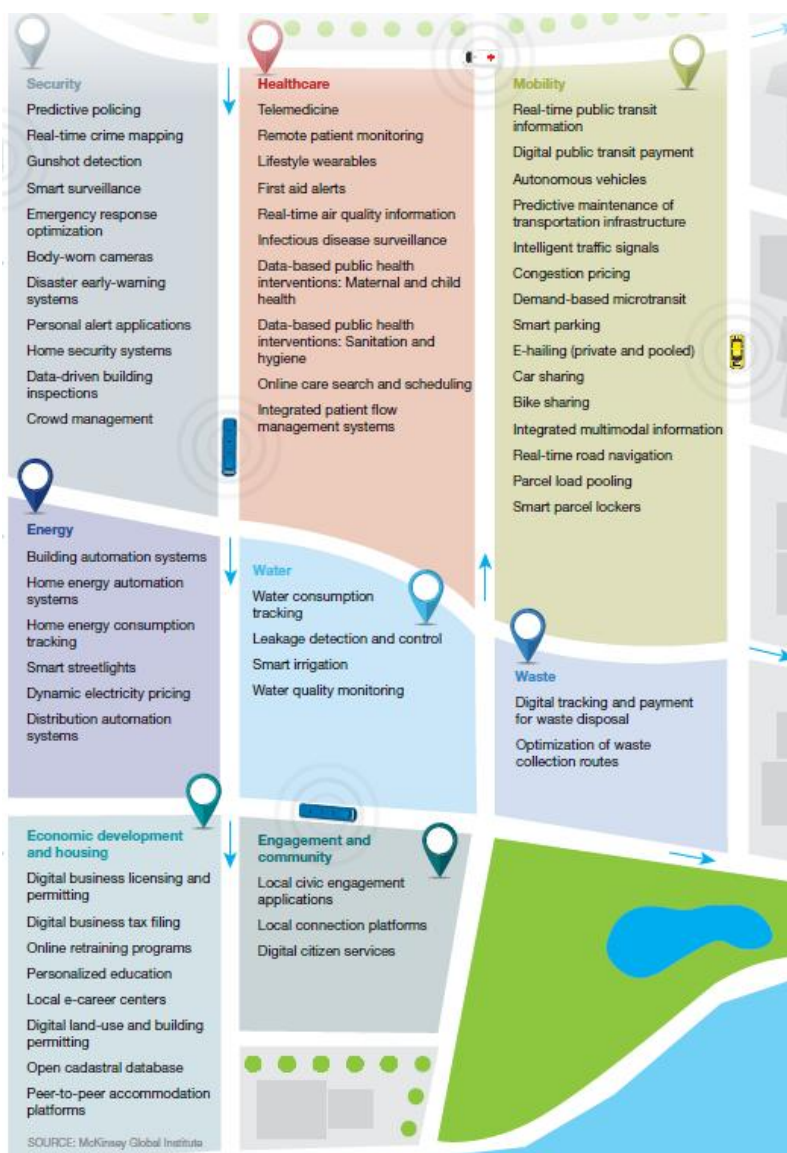 Security
Predictive policing
Real-time crime mapping
Gunshot detection
Smart surveillance
Emergency response
optimization
Body-worn cameras
Disaster early-warning
systems
Personal alert applications
Home security systems
Data-driven building
inspections
Crowd management
Healthcare
Telemedicine
Remote patient monitoring
Lifestyle wearables
First aid alerts
Real-time air quality information
Infectious disease surveillance
Data-based public health
interventions: Maternal and child
health
Data-based public health
interventions: Sanitation and
hygiene
Online care search and scheduling
Integrated patient flow
management systems
Mobility
Real-time public transit
information
Digital public transit payment
Autonomous vehicles
Predictive maintenance of
transportation infrastructure
Intelligent traffic signals
Congestion pricing
Demand-based microtransit
Smart parking
E-hailing (private and pooled)
Car sharing
Bike sharing
Integrated multimodal information
Real-time road navigation
Parcel load pooling
Smart parcel lockers
Energy
Building automation systems
Home energy automation
systems
Home energy consumption
tracking
Smart streetlights
Dynamic electricity pricing
Distribution automation
systems
Water
Water consumption
tracking
Leakage detection and control
Smart irrigation
Water quality monitoring
Waste
Digital tracking and payment
for waste disposal
Optimization of waste
collection routes
Economic development
and housing
Digital business licensing and
permitting
Digital business tax filing
Online retraining programs
Personalized education
Local e-career centers
Digital land-use and building
permitting
Open cadastral database
Peer-to-peer accommodation
platforms
Engagement and
community
Local civic engagement
applications
Local connection platforms
Digital citizen services
SOURCE: McKinsey Global Institute